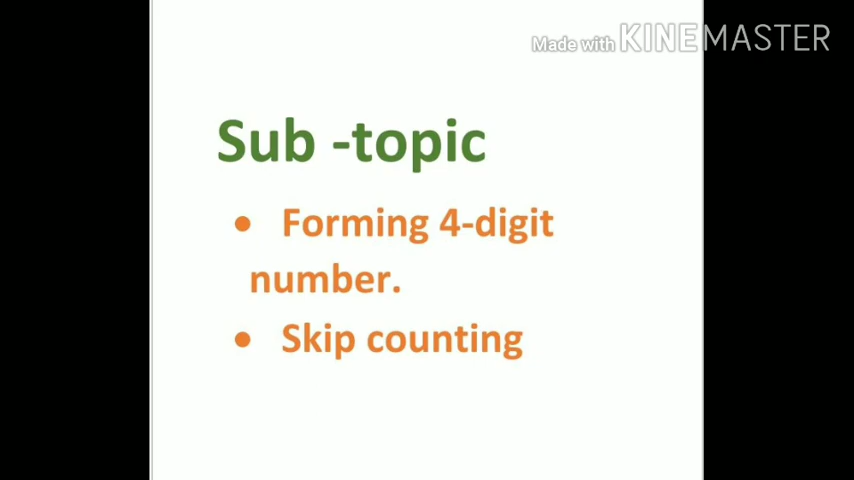 Made with KINEMASTER
Sub -topic
• Forming 4-digit
number.
• Skip counting